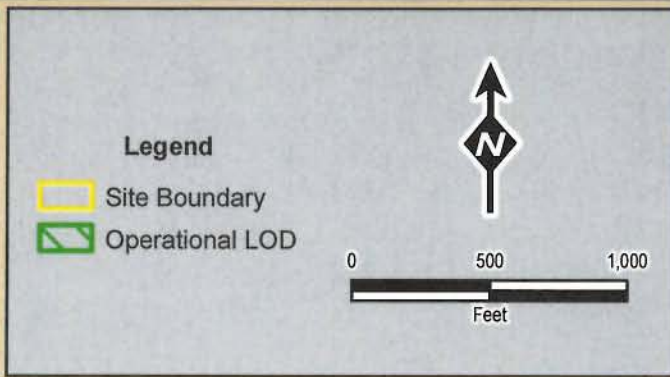 Legend
Site Boundary
Operational LOD
N
0 500 1,000
Feet